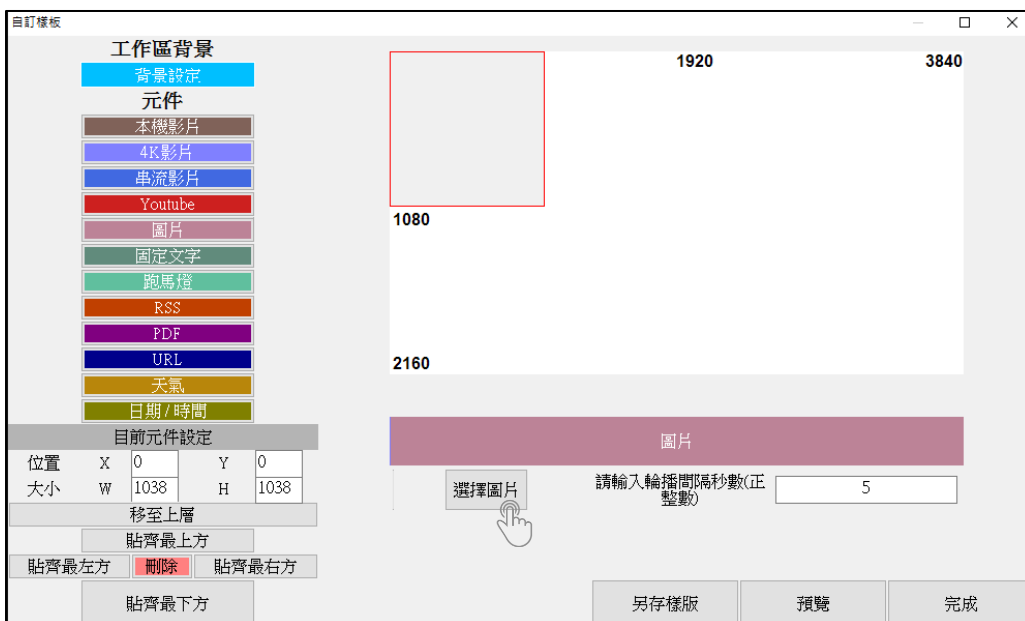 自訂樣板
工作區背景
背景設定
元件
本機影片
4K影片
串流影片
Youtube
圖片
固定文字
跑馬燈
RSS
PDF
URL
天氣
日期/時間
目前元件設定
位置 X 0 Y 0
大小 W 1038 H 1038
移至上層
貼齊最上方
貼齊最左方 刪除 貼齊最右方
貼齊最下方
1920 3840
1080
2160
圖片
選擇圖片
請輸入輪播間隔秒數(正
整數)
5
另存樣版 預覽 完成